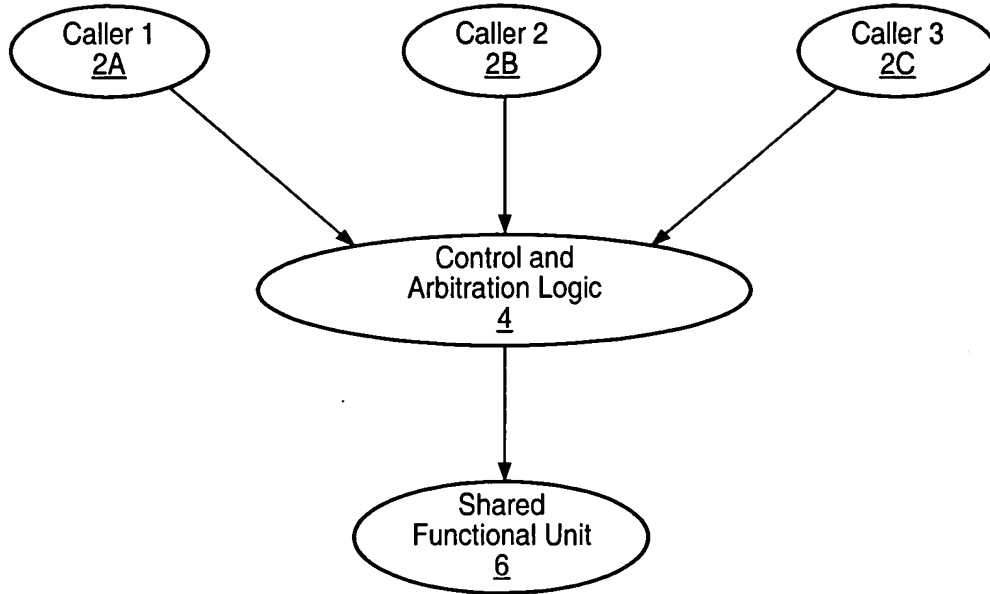 Caller 1
2A
Caller 2
2B
Caller 3
2C
Control and
Arbitration Logic
4
Shared
Functional Unit
6